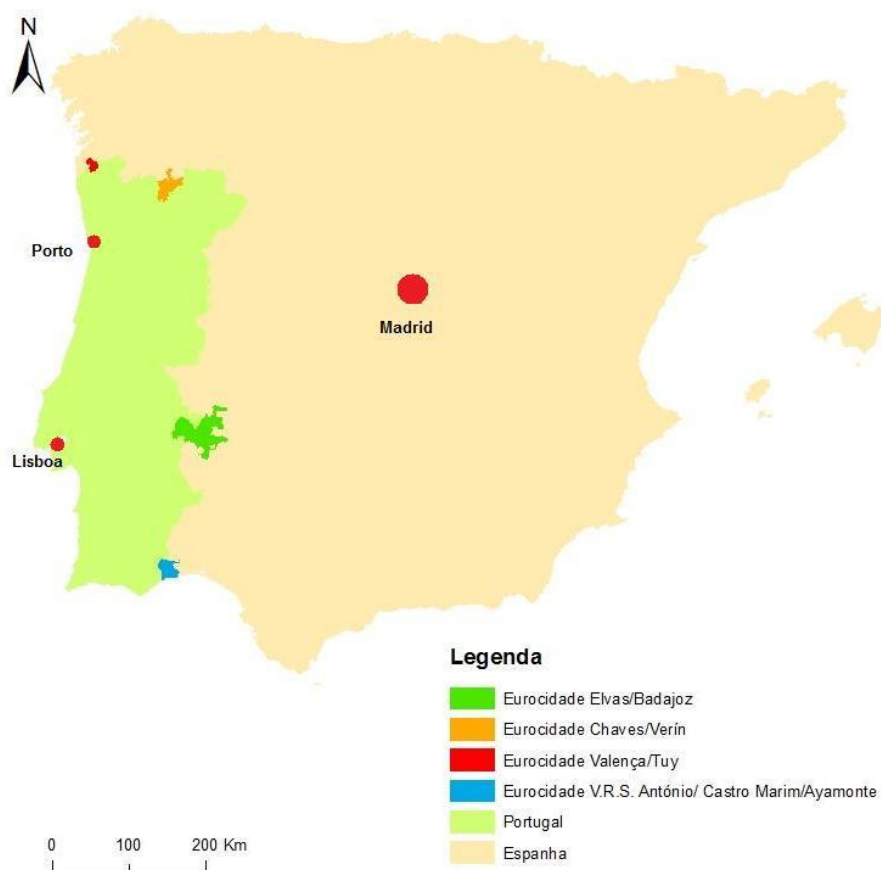 N
Porto
Madrid
Lisboa
Legenda
Eurocidade Elvas/Badajoz
Eurocidade Chaves/Verín
Eurocidade Valença/Tuy
Eurocidade V.R.S. António/ Castro Marim/Ayamonte
Portugal
Espanha
0 100 200 Km